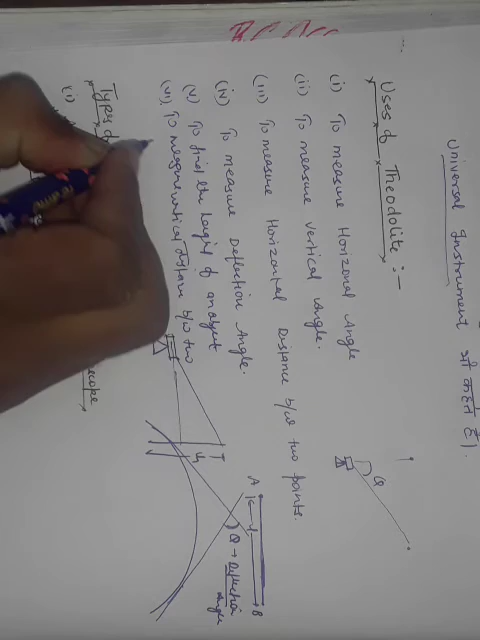 Universal Instrument भी कहते हैं।
Uses of Theodolite :-
(i) To measure Horizonal Angle
(ii) To measure vertical Angle.
(iii) To measure Horizontal Distance b/w two points.
(iv) To measure Deflection Angle.
(v) To find the height of an object
(vi) To measure vertical distance b/w two
Types of
i)
scope
θ
A
B
θ → Deflection
Angle